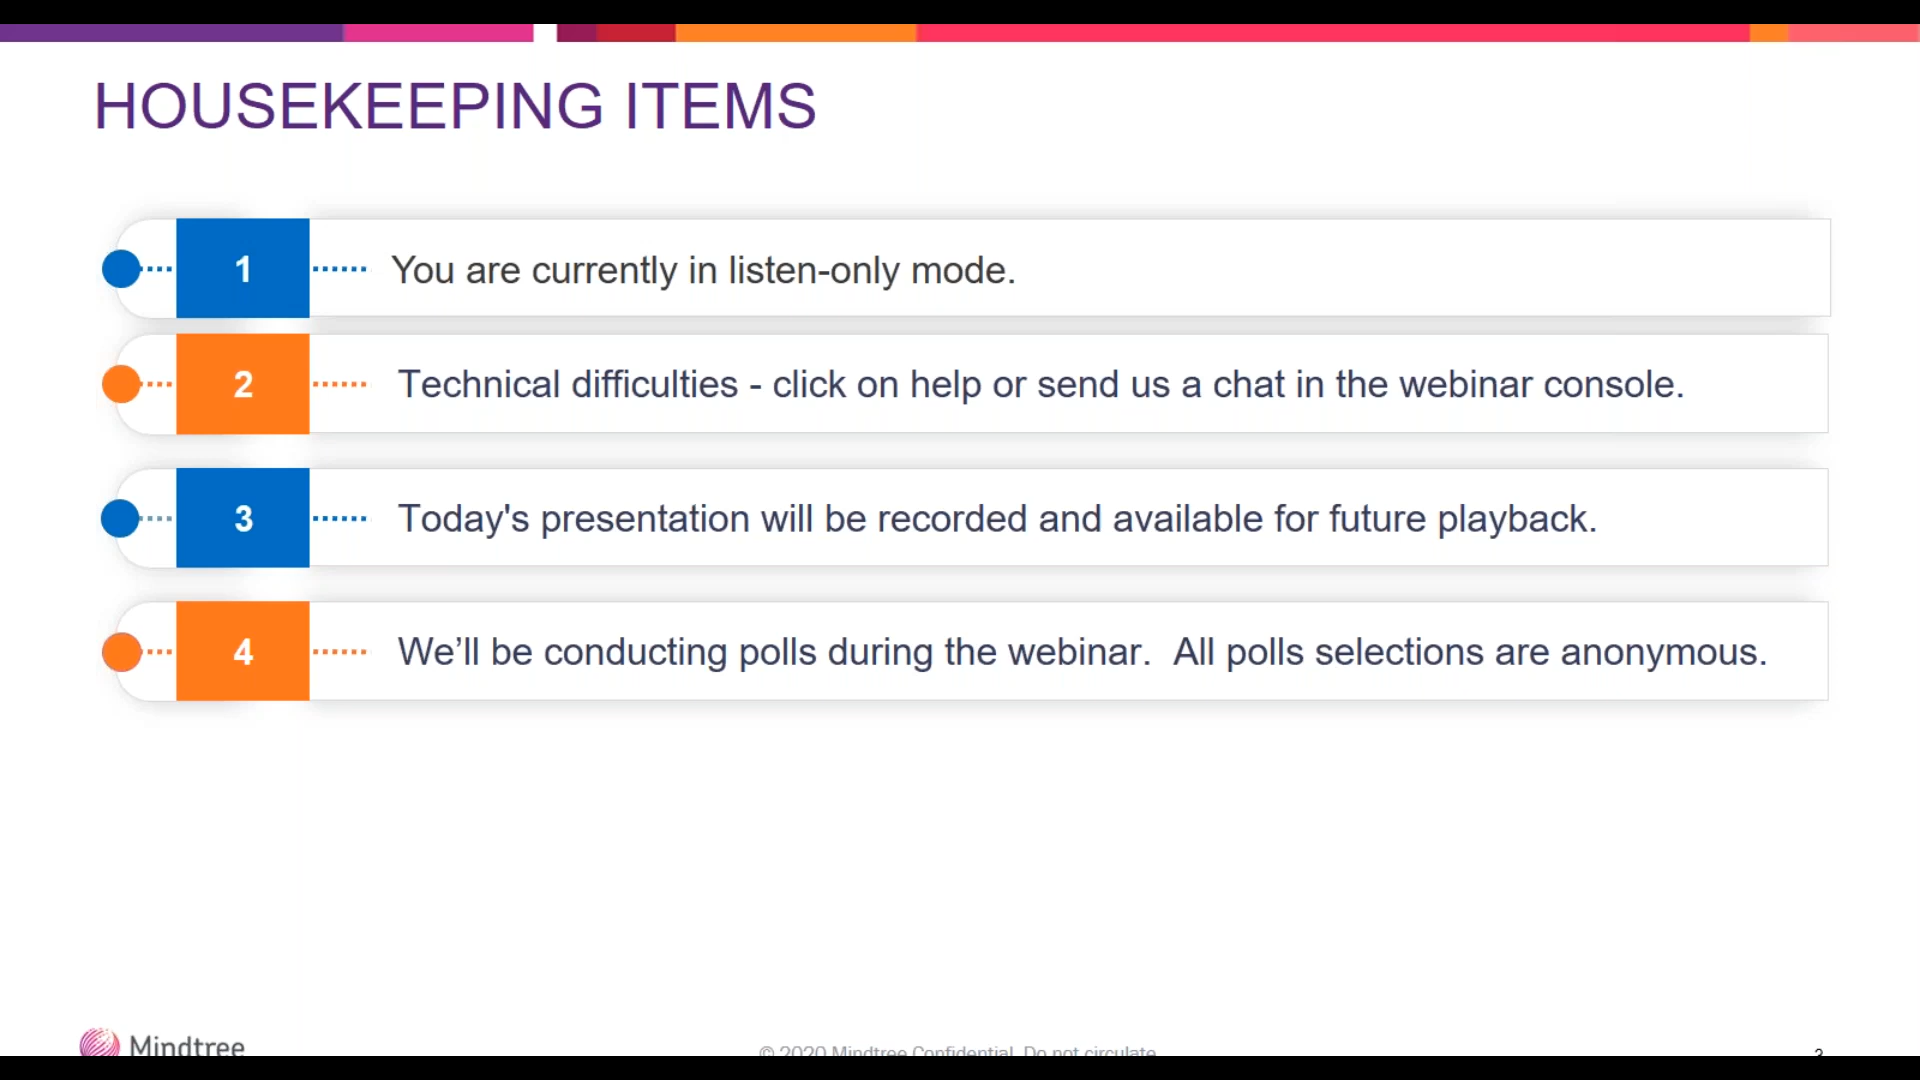 HOUSEKEEPING ITEMS
1 You are currently in listen-only mode.
2 Technical difficulties - click on help or send us a chat in the webinar console.
3 Today's presentation will be recorded and available for future playback.
4 We’ll be conducting polls during the webinar.  All polls selections are anonymous.
Mindtree
© 2020 Mindtree Confidential. Do not circulate
3